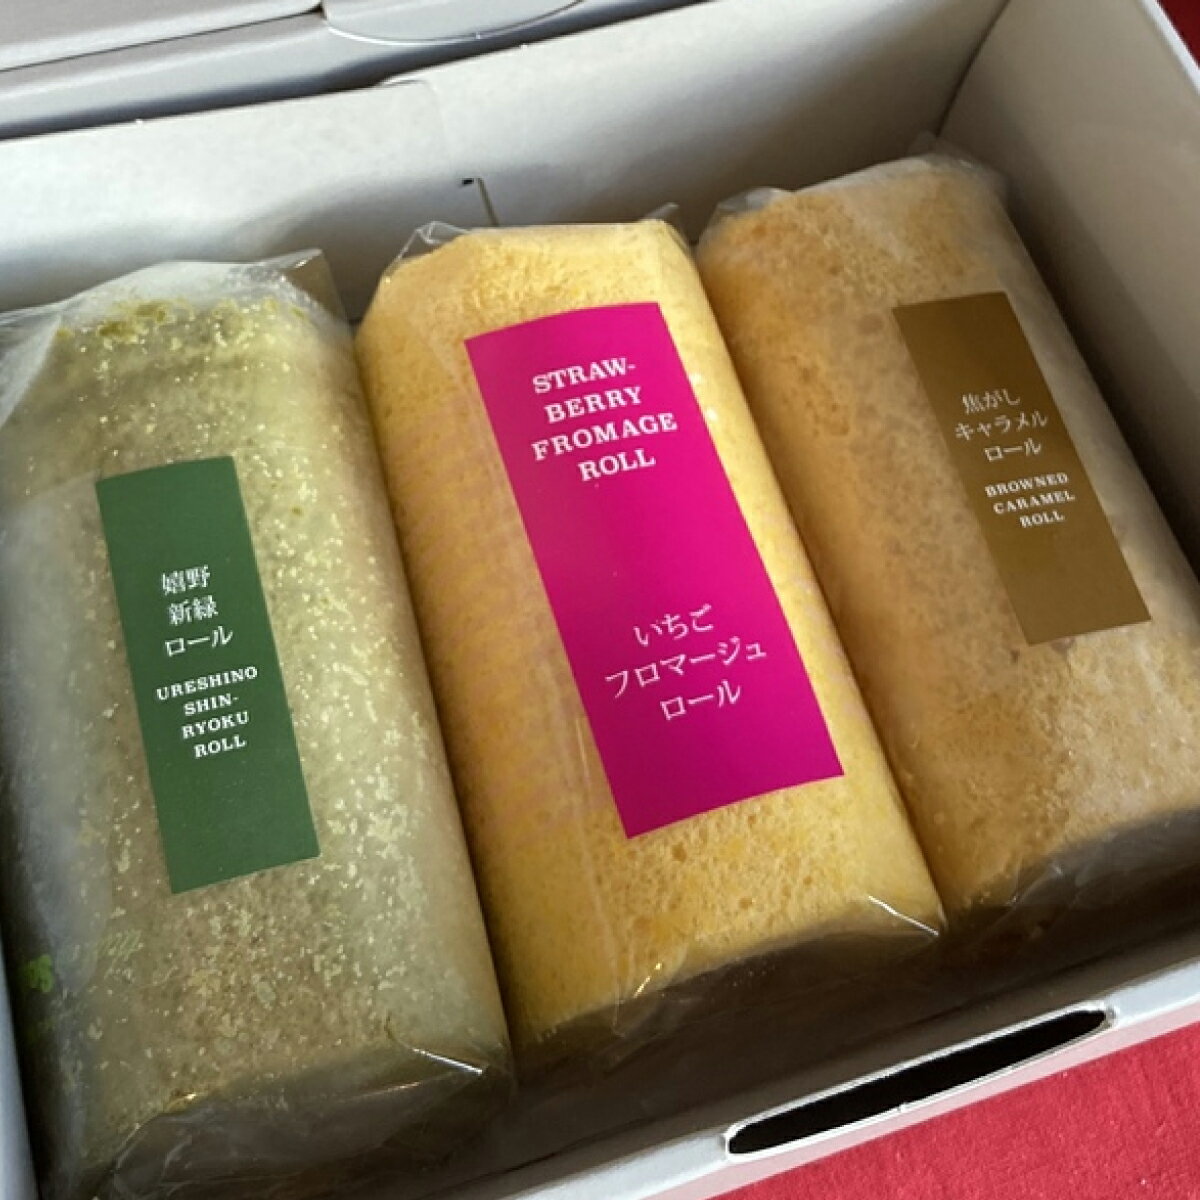 嬉野
新緑
ロール
URESHINO
SHIN-
RYOKU
ROLL
STRAW-
BERRY
FROMAGE
ROLL
いちご
フロマージュ
ロール
焦がし
キャラメル
ロール
BROWNED
CARAMEL
ROLL